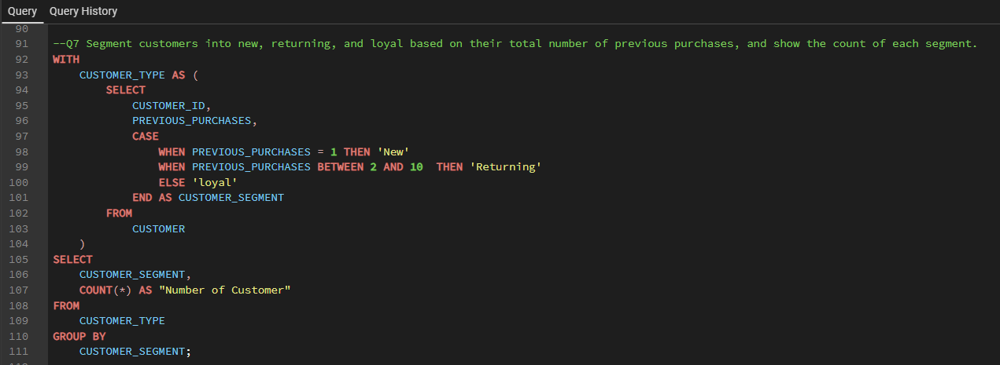 Query Query History
90
91 --Q7 Segment customers into new, returning, and loyal based on their total number of previous purchases, and show the count of each segment.
92 WITH
93 CUSTOMER_TYPE AS (
94 SELECT
95 CUSTOMER_ID,
96 PREVIOUS_PURCHASES,
97 CASE
98 WHEN PREVIOUS_PURCHASES = 1 THEN 'New'
99 WHEN PREVIOUS_PURCHASES BETWEEN 2 AND 10  THEN 'Returning'
100 ELSE 'loyal'
101 END AS CUSTOMER_SEGMENT
102 FROM
103 CUSTOMER
104 )
105 SELECT
106 CUSTOMER_SEGMENT,
107 COUNT(*) AS "Number of Customer"
108 FROM
109 CUSTOMER_TYPE
110 GROUP BY
111 CUSTOMER_SEGMENT;